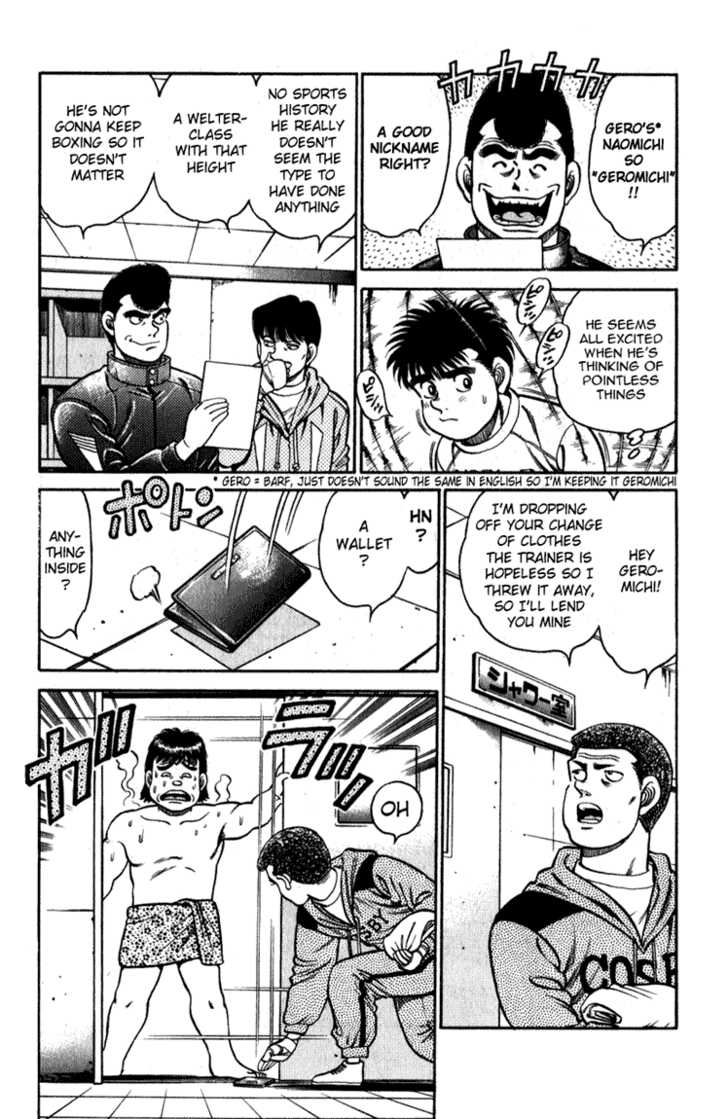 カカカカ
GERO'S*
NAOMICHI
SO
"GEROMICHI"
!!
A GOOD
NICKNAME
RIGHT?
NO SPORTS
HISTORY
HE REALLY
DOESN'T
SEEM THE
TYPE TO
HAVE DONE
ANYTHING
A WELTER-
CLASS
WITH THAT
HEIGHT
HE'S NOT
GONNA KEEP
BOXING SO IT
DOESN'T
MATTER
HE SEEMS
ALL EXCITED
WHEN HE'S
THINKING OF
POINTLESS
THINGS
* GERO = BARF, JUST DOESN'T SOUND THE SAME IN ENGLISH SO I'M KEEPING IT GEROMICHI
HEY
GERO-
MICHI!
I'M DROPPING
OFF YOUR CHANGE
OF CLOTHES
THE TRAINER IS
HOPELESS SO I
THREW IT AWAY,
SO I'LL LEND
YOU MINE
シャワー室
HN
?
A
WALLET
?
ポトン
ANY-
THING
INSIDE
?
OH
ガラッ